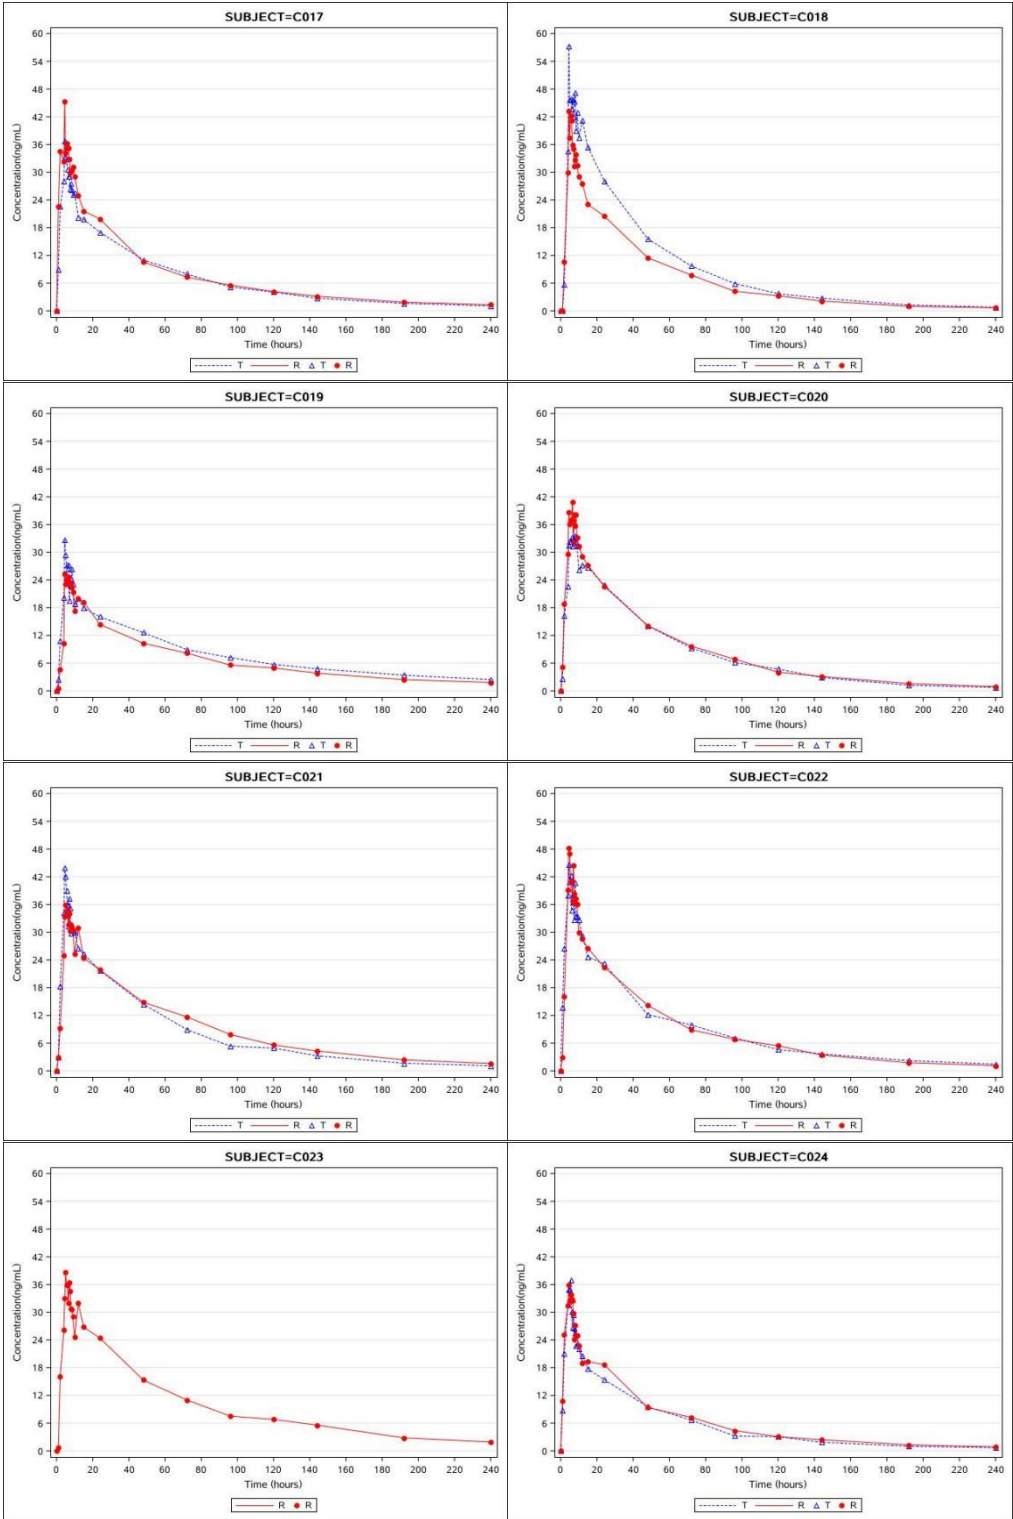 SUBJECT=C017
Concentration(ng/mL)
60
54
48
42
36
30
24
18
12
6
0
0 20 40 60 80 100 120 140 160 180 200 220 240
Time (hours)
T R T R
SUBJECT=C018
Concentration(ng/mL)
60
54
48
42
36
30
24
18
12
6
0
0 20 40 60 80 100 120 140 160 180 200 220 240
Time (hours)
T R T R
SUBJECT=C019
Concentration(ng/mL)
60
54
48
42
36
30
24
18
12
6
0
0 20 40 60 80 100 120 140 160 180 200 220 240
Time (hours)
T R T R
SUBJECT=C020
Concentration(ng/mL)
60
54
48
42
36
30
24
18
12
6
0
0 20 40 60 80 100 120 140 160 180 200 220 240
Time (hours)
T R T R
SUBJECT=C021
Concentration(ng/mL)
60
54
48
42
36
30
24
18
12
6
0
0 20 40 60 80 100 120 140 160 180 200 220 240
Time (hours)
T R T R
SUBJECT=C022
Concentration(ng/mL)
60
54
48
42
36
30
24
18
12
6
0
0 20 40 60 80 100 120 140 160 180 200 220 240
Time (hours)
T R T R
SUBJECT=C023
Concentration(ng/mL)
60
54
48
42
36
30
24
18
12
6
0
0 20 40 60 80 100 120 140 160 180 200 220 240
Time (hours)
R R
SUBJECT=C024
Concentration(ng/mL)
60
54
48
42
36
30
24
18
12
6
0
0 20 40 60 80 100 120 140 160 180 200 220 240
Time (hours)
T R T R